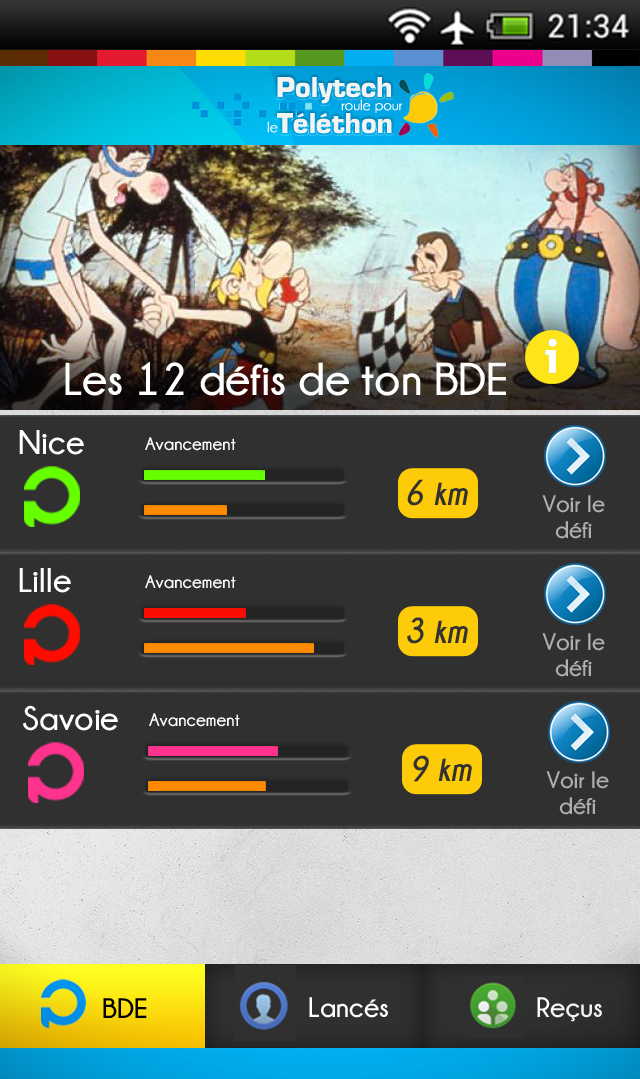 21:34
Polytech
roule pour
le Téléthon
Les 12 défis de ton BDE
i
Nice
Avancement
6 km
Voir le
défi
Lille
Avancement
3 km
Voir le
défi
Savoie
Avancement
9 km
Voir le
défi
BDE
Lancés
Reçus